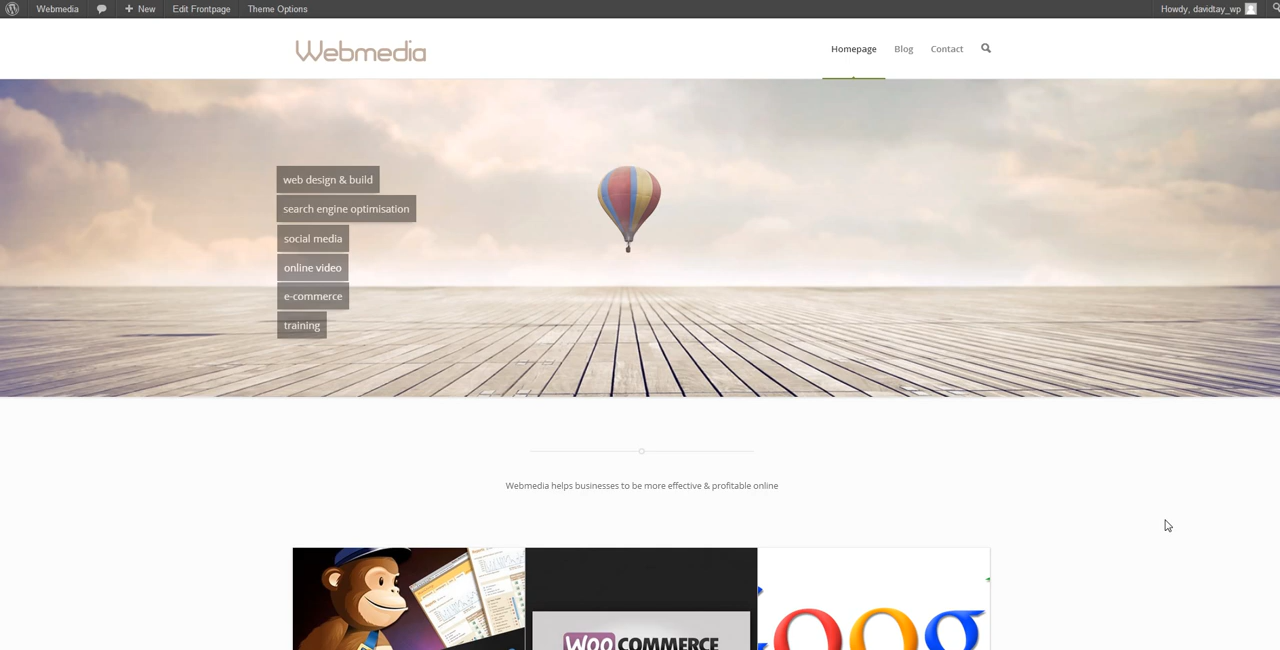 Webmedia New Edit Frontpage Theme Options Howdy, davidtay_wp
Webmedia
Homepage Blog Contact
web design & build
search engine optimisation
social media
online video
e-commerce
training
Webmedia helps businesses to be more effective & profitable online
WOO COMMERCE